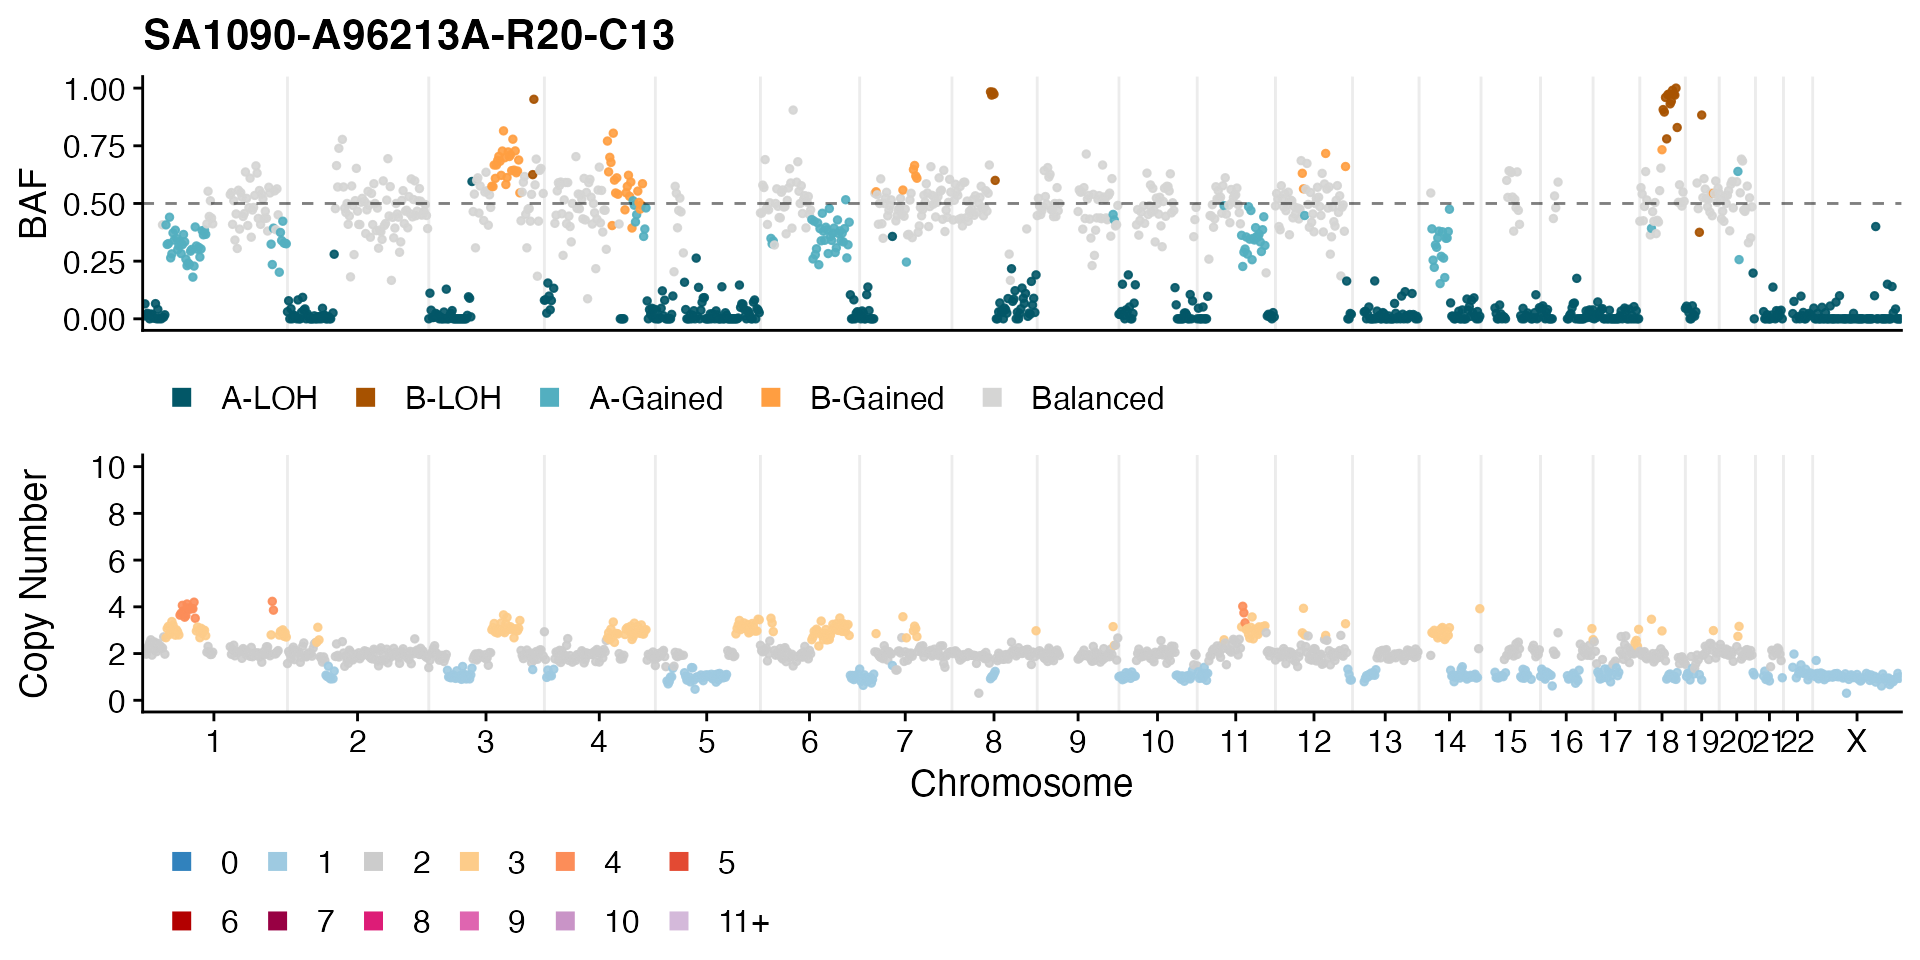 SA1090-A96213A-R20-C13
BAF
1.00
0.75
0.50
0.25
0.00
A-LOH B-LOH A-Gained B-Gained Balanced
Copy Number
10
8
6
4
2
0
1 2 3 4 5 6 7 8 9 10 11 12 13 14 15 16 17 18 19 20 21 22 X
Chromosome
0 1 2 3 4 5
6 7 8 9 10 11+